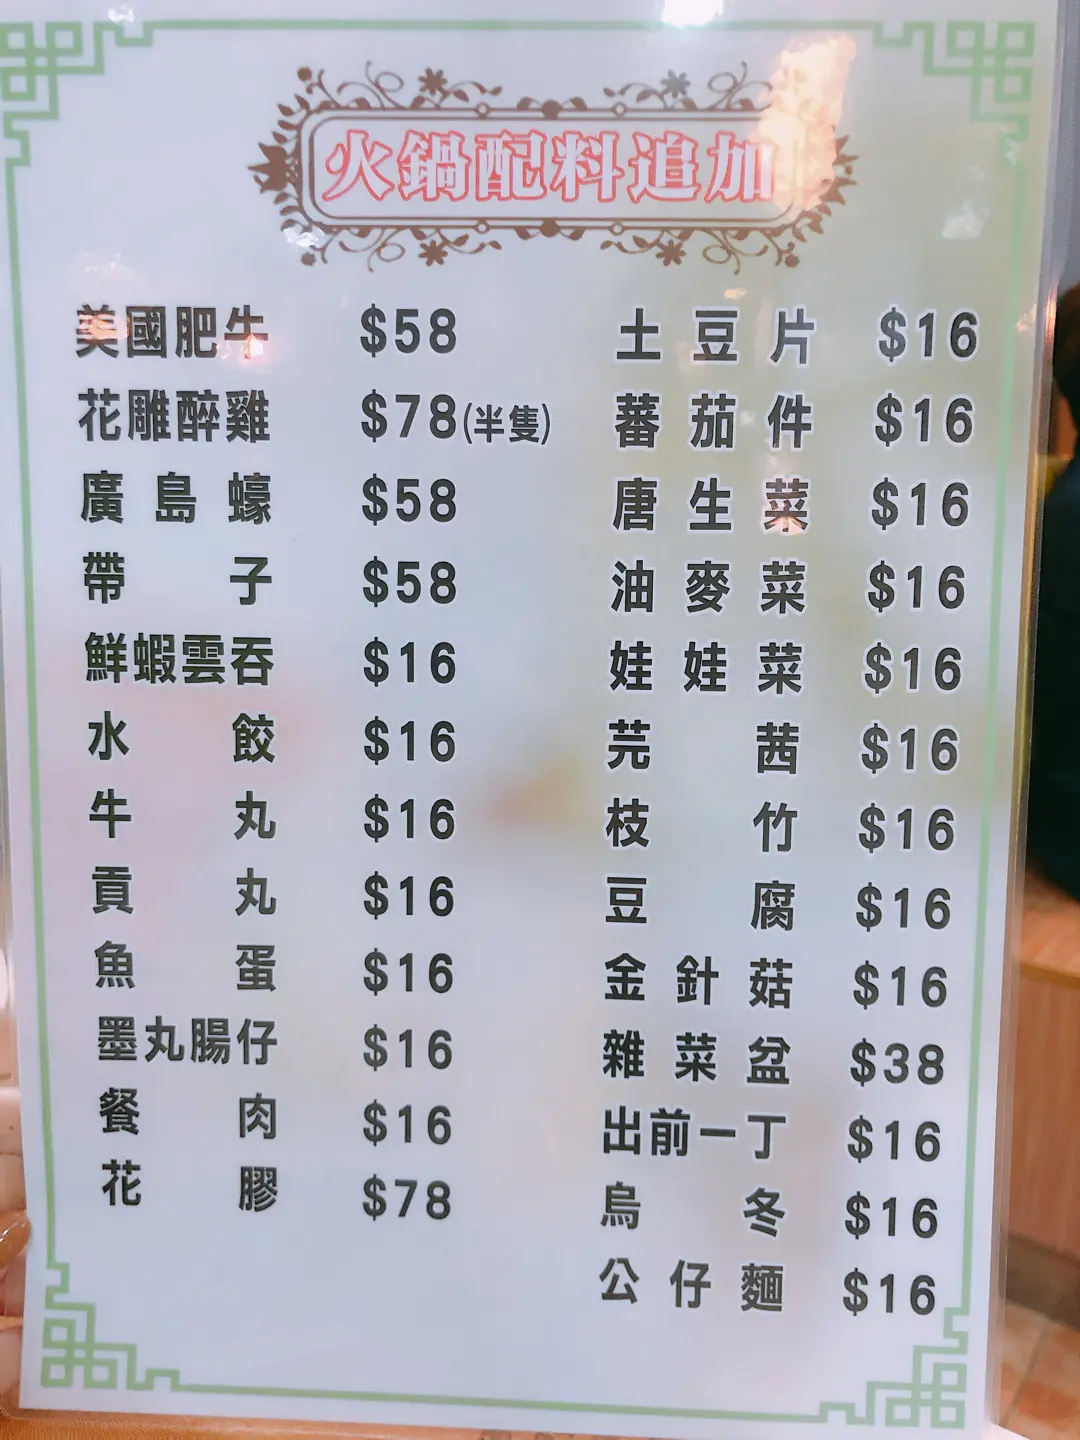 火鍋配料追加
美國肥牛 $58
花雕醉雞 $78(半隻)
廣島蠔 $58
帶子 $58
鮮蝦雲吞 $16
水餃 $16
牛丸 $16
貢丸 $16
魚蛋 $16
墨丸腸仔 $16
餐肉 $16
花膠 $78
土豆片 $16
蕃茄件 $16
唐生菜 $16
油麥菜 $16
娃娃菜 $16
芫茜 $16
枝竹 $16
豆腐 $16
金針菇 $16
雜菜盆 $38
出前一丁 $16
烏冬 $16
公仔麵 $16